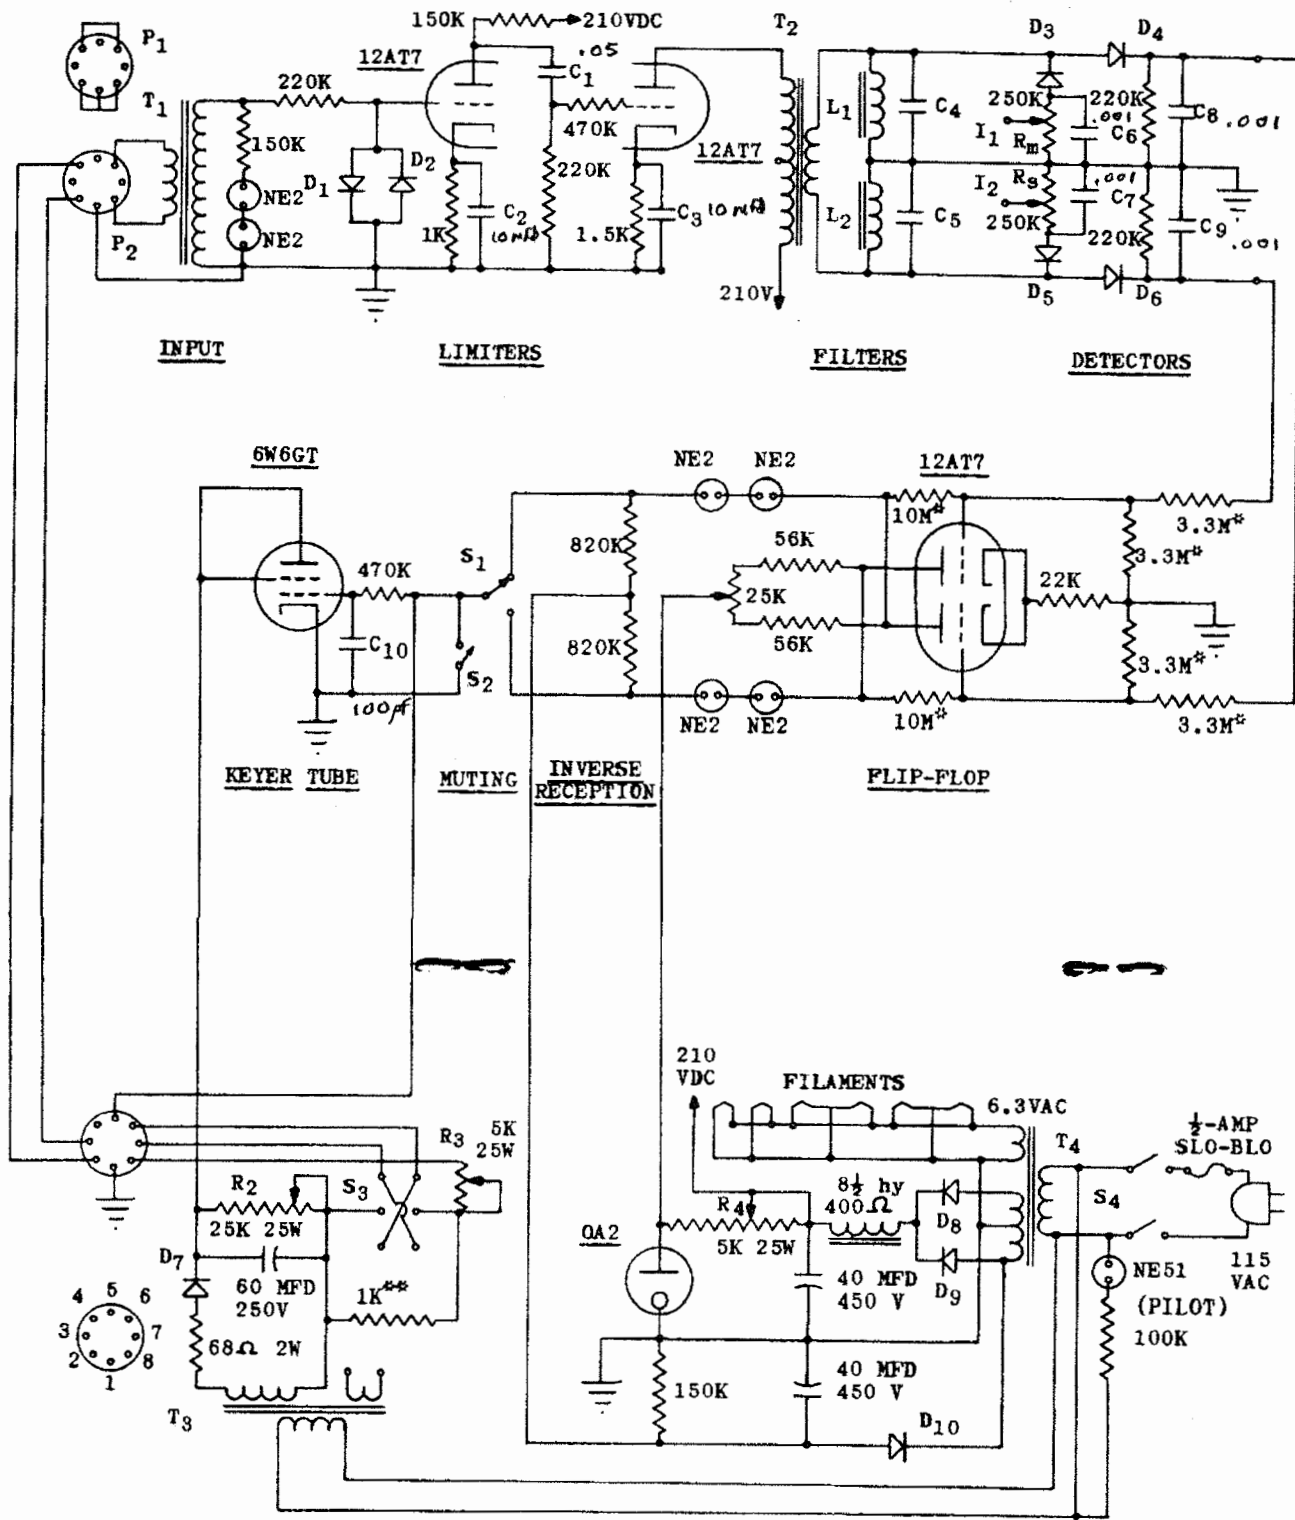 P1
T1
150K
210VDC
12AT7
.05
C1
T2
D3
D4
220K
150K
NE2
NE2
P2
D1
D2
470K
220K
12AT7
1K
C2
10 mfd
1.5K
C3
10 mfd
210V
L1
L2
C4
C5
250K
I1
Rm
.001
C6
220K
C8
.001
I2
Rs
250K
.001
C7
220K
C9
.001
D5
D6
INPUT
LIMITERS
FILTERS
DETECTORS
6W6GT
NE2
NE2
12AT7
470K
S1
820K
56K
25K
56K
10M*
3.3M*
3.3M*
22K
C10
100pf
S2
820K
NE2
NE2
10M*
3.3M*
3.3M*
KEYER TUBE
MUTING
INVERSE
RECEPTION
FLIP-FLOP
210
VDC
FILAMENTS
6.3VAC
½-AMP
SLO-BLO
T4
S4
R3
5K
25W
R2
25K 25W
S3
R4
5K 25W
8½ hy
400Ω
D8
D9
OA2
D7
60 MFD
250V
1K**
40 MFD
450 V
NE51
(PILOT)
100K
115
VAC
4 5 6
3 7
2 8
1
68Ω 2W
150K
40 MFD
450 V
D10
T3